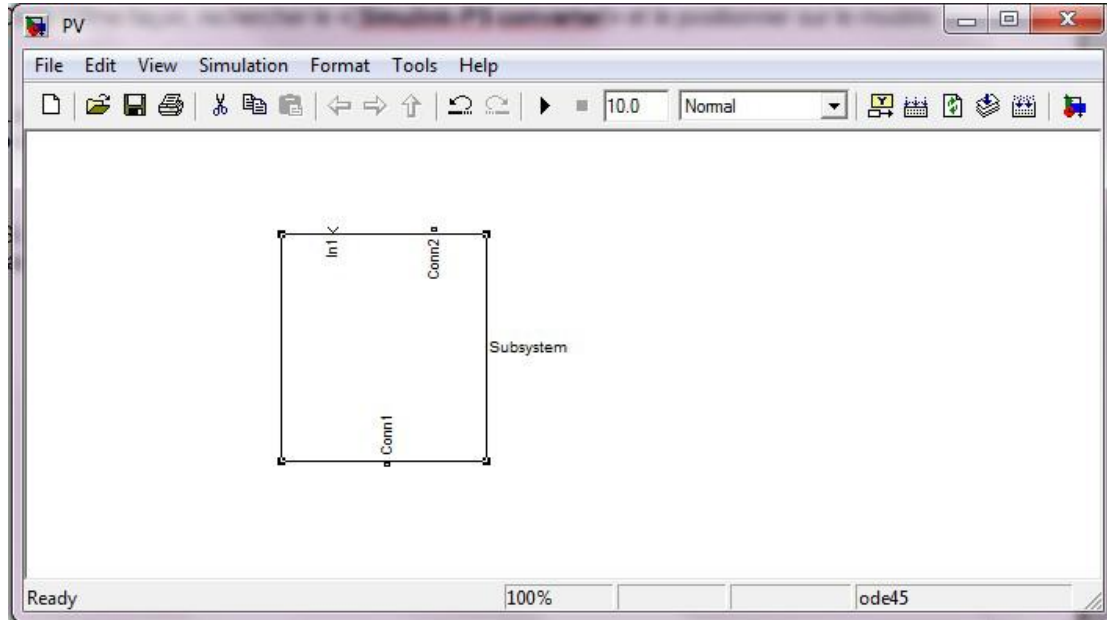 PV
File Edit View Simulation Format Tools Help
10.0 Normal
In1
Conn2
Subsystem
Conn1
Ready 100% ode45